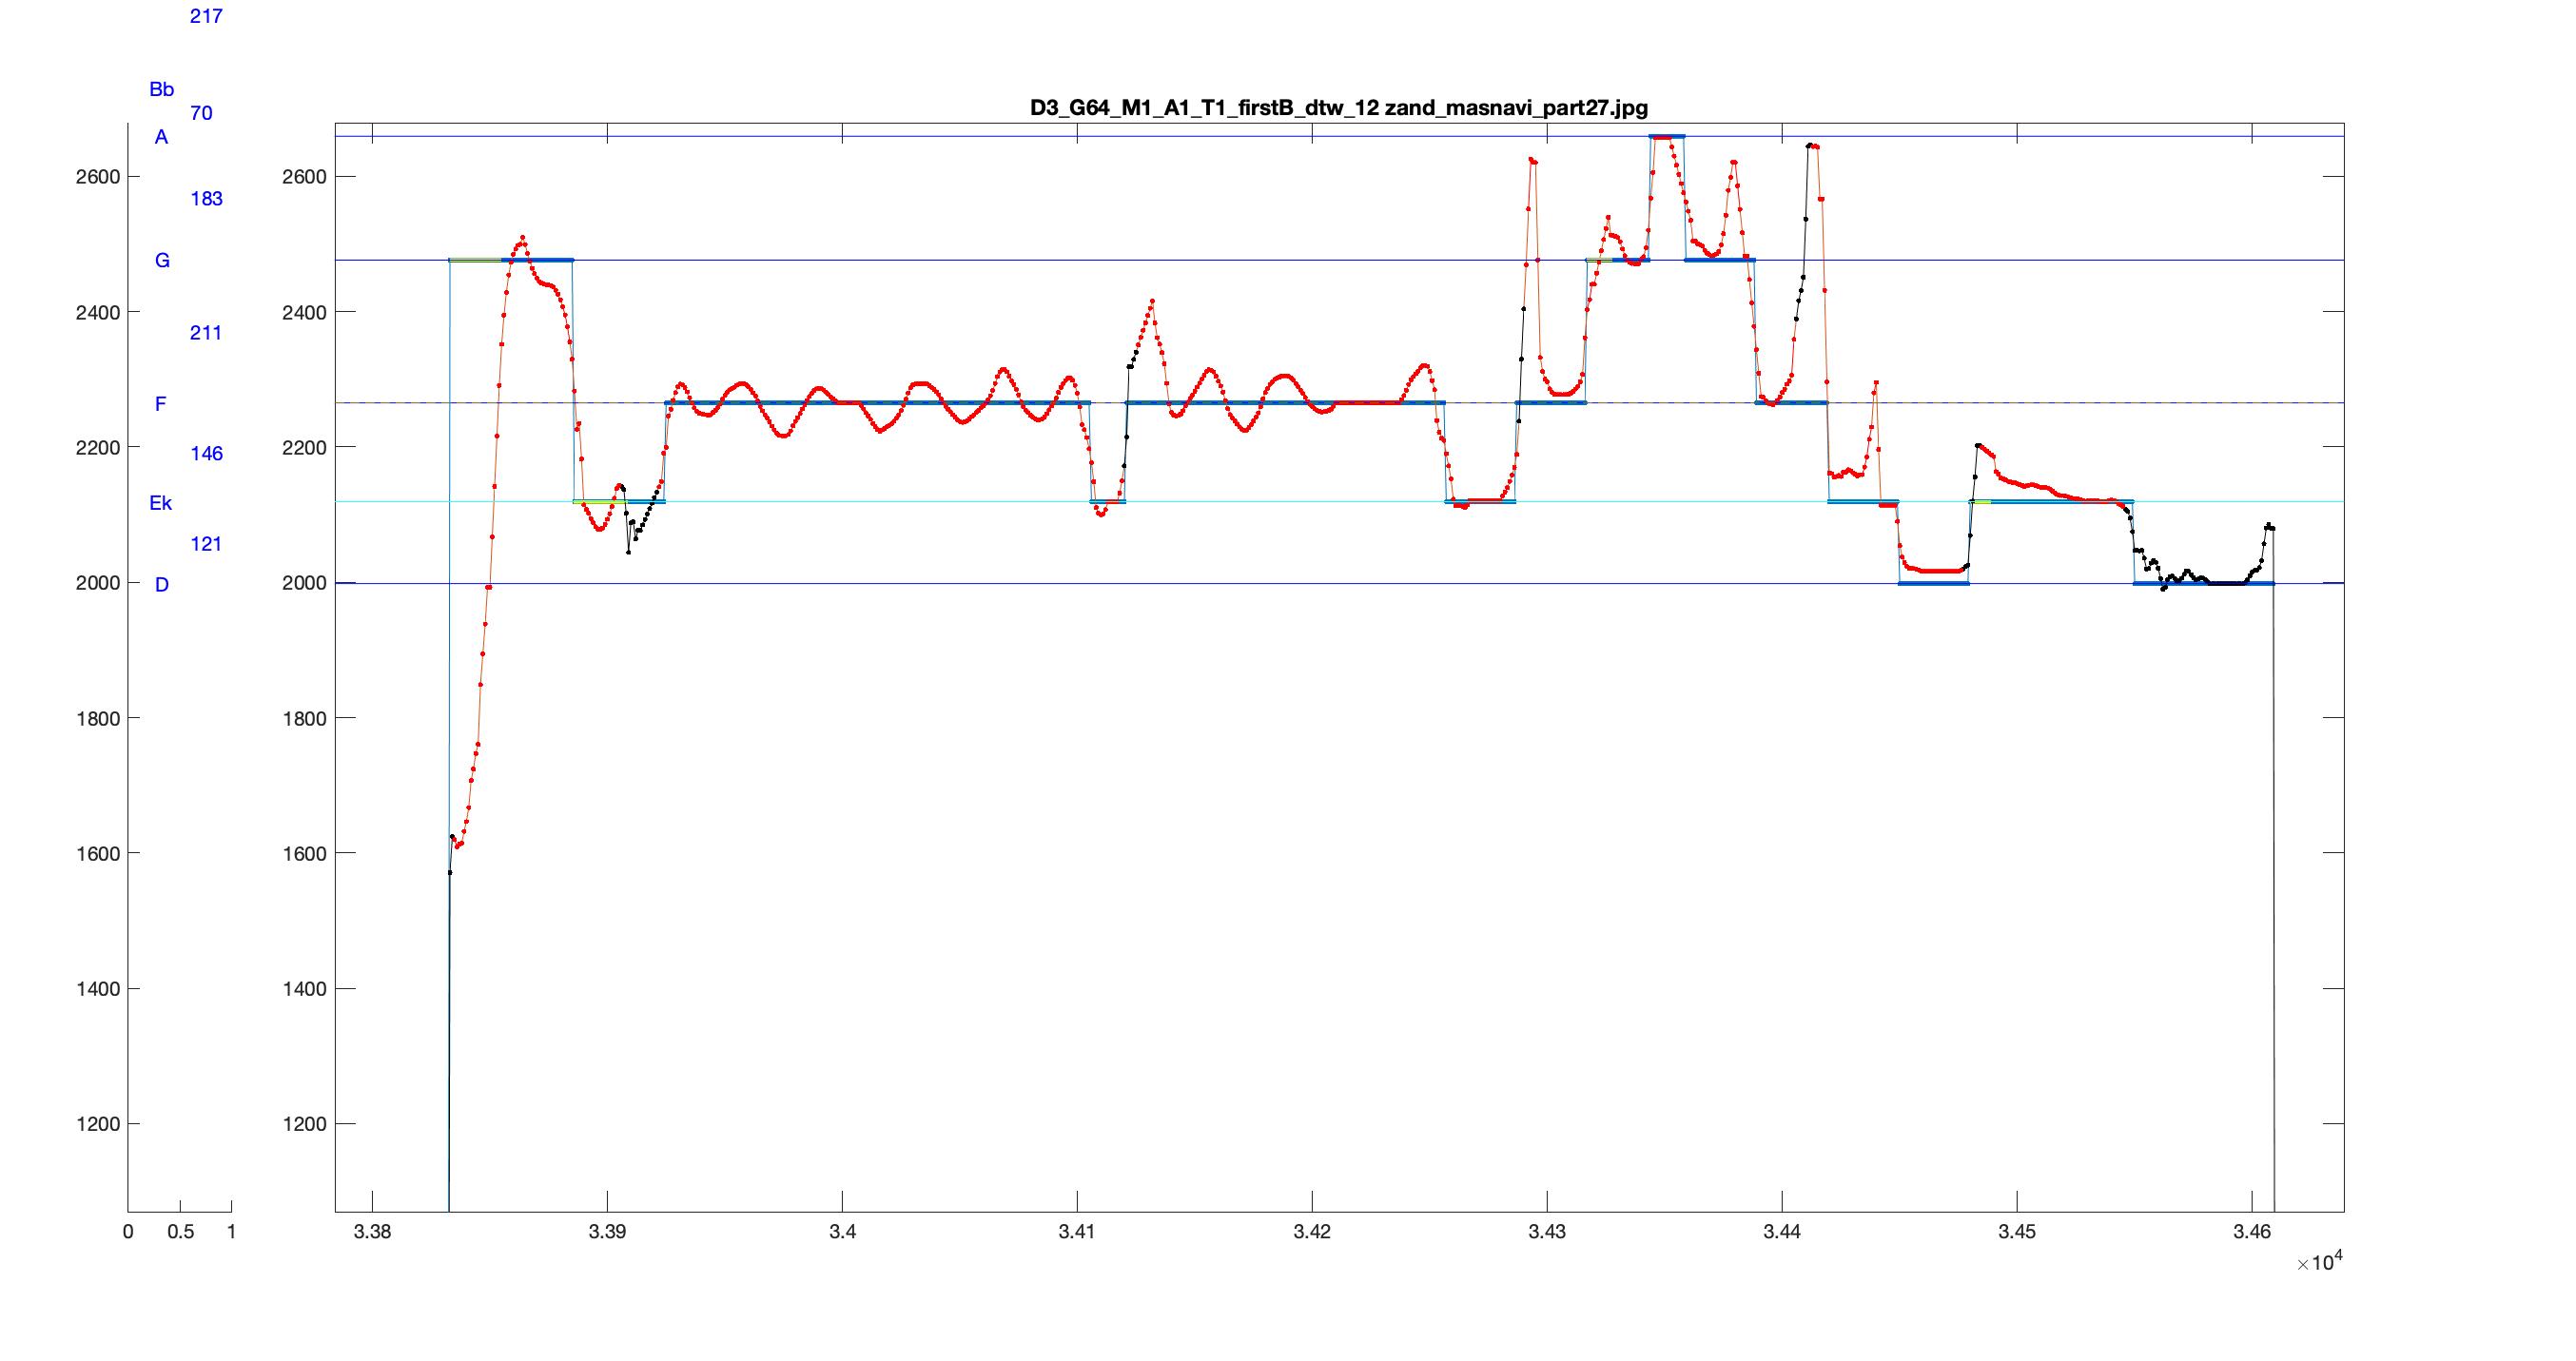 217
Bb
70
D3_G64_M1_A1_T1_firstB_dtw_12 zand_masnavi_part27.jpg
A
2600 2600
183
G
2400 2400
211
F
2200 146 2200
Ek
121
2000 D 2000
1800 1800
1600 1600
1400 1400
1200 1200
0 0.5 1 3.38 3.39 3.4 3.41 3.42 3.43 3.44 3.45 3.46
×10⁴